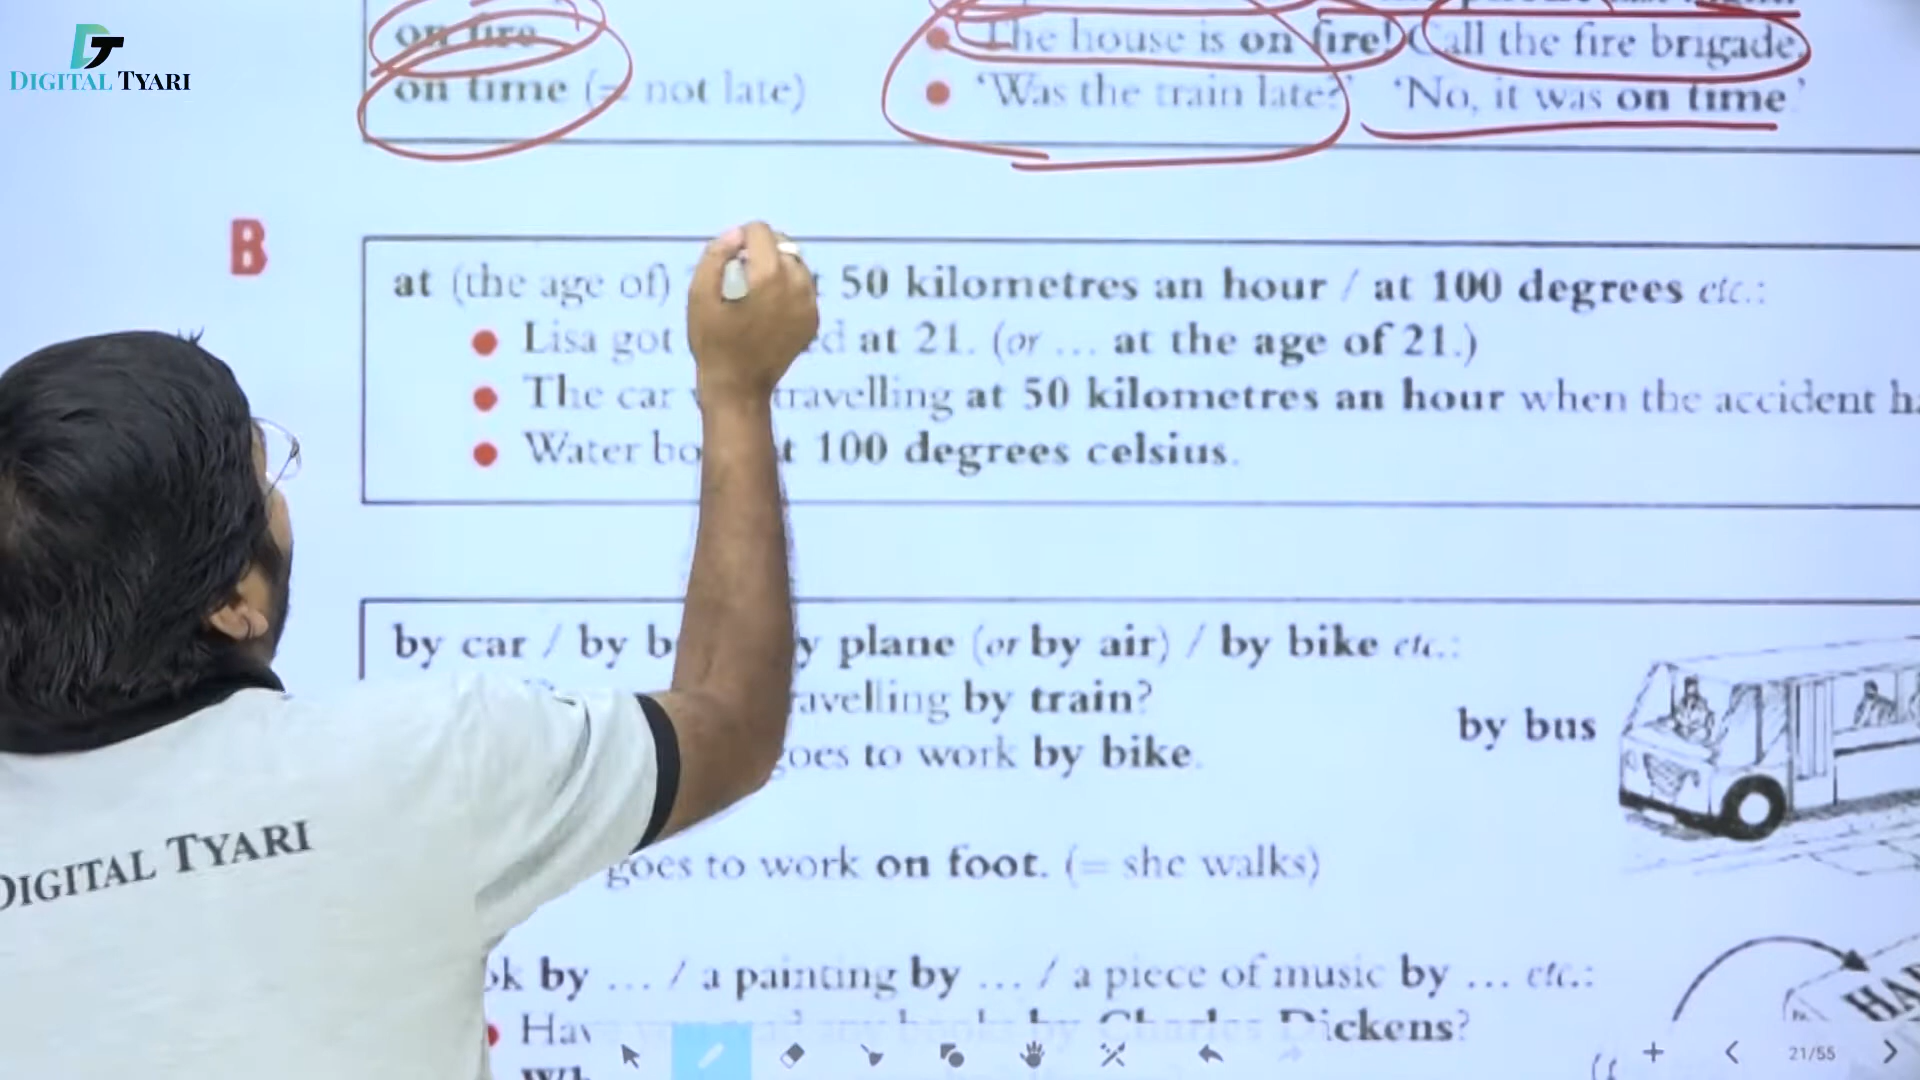 DT
DIGITAL TYARI
on fire
The house is on fire! Call the fire brigade.
on time (= not late)
'Was the train late?' 'No, it was on time.'
B
at (the age of) 50 kilometres an hour / at 100 degrees etc.:
Lisa got at 21. (or ... at the age of 21.)
The car travelling at 50 kilometres an hour when the accident
Water 100 degrees celsius.
by car / by plane (or by air) / by bike etc.:
by train?
by bus
to work by bike.
goes to work on foot. (= she walks)
by ... / a painting by ... / a piece of music by ... etc.:
books by Charles Dickens?
21/55
DIGITAL TYARI